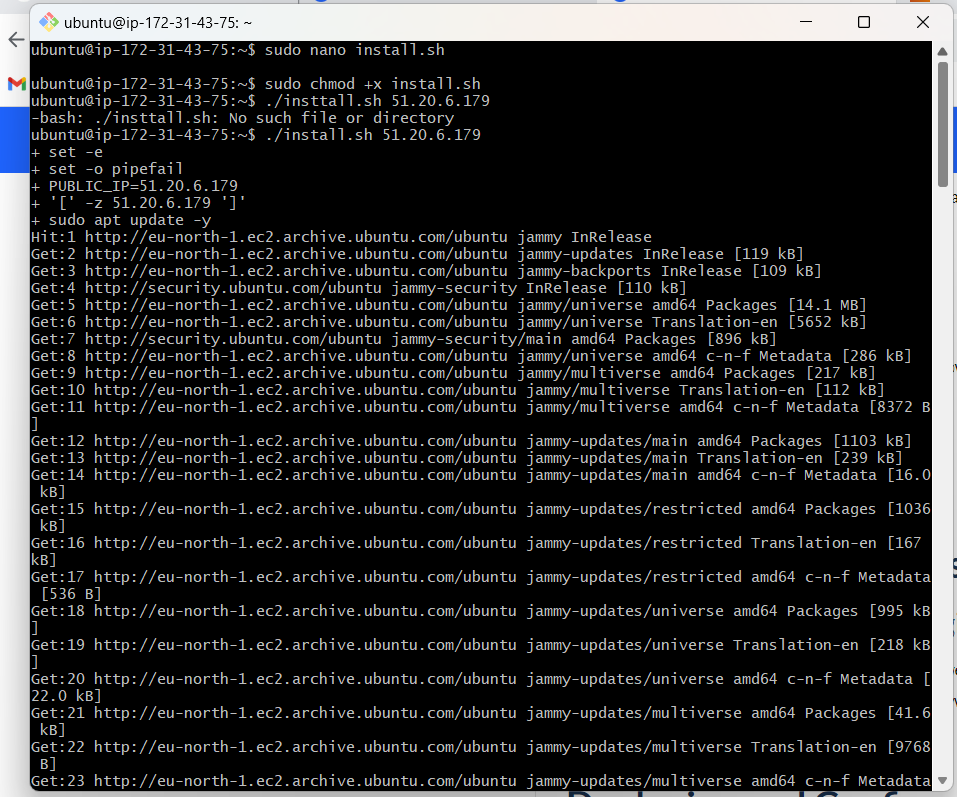 ubuntu@ip-172-31-43-75: ~
ubuntu@ip-172-31-43-75:~$ sudo nano install.sh
ubuntu@ip-172-31-43-75:~$ sudo chmod +x install.sh
ubuntu@ip-172-31-43-75:~$ ./insttall.sh 51.20.6.179
-bash: ./insttall.sh: No such file or directory
ubuntu@ip-172-31-43-75:~$ ./install.sh 51.20.6.179
+ set -e
+ set -o pipefail
+ PUBLIC_IP=51.20.6.179
+ '[' -z 51.20.6.179 ']'
+ sudo apt update -y
Hit:1 http://eu-north-1.ec2.archive.ubuntu.com/ubuntu jammy InRelease
Get:2 http://eu-north-1.ec2.archive.ubuntu.com/ubuntu jammy-updates InRelease [119 kB]
Get:3 http://eu-north-1.ec2.archive.ubuntu.com/ubuntu jammy-backports InRelease [109 kB]
Get:4 http://security.ubuntu.com/ubuntu jammy-security InRelease [110 kB]
Get:5 http://eu-north-1.ec2.archive.ubuntu.com/ubuntu jammy/universe amd64 Packages [14.1 MB]
Get:6 http://eu-north-1.ec2.archive.ubuntu.com/ubuntu jammy/universe Translation-en [5652 kB]
Get:7 http://security.ubuntu.com/ubuntu jammy-security/main amd64 Packages [896 kB]
Get:8 http://eu-north-1.ec2.archive.ubuntu.com/ubuntu jammy/universe amd64 c-n-f Metadata [286 kB]
Get:9 http://eu-north-1.ec2.archive.ubuntu.com/ubuntu jammy/multiverse amd64 Packages [217 kB]
Get:10 http://eu-north-1.ec2.archive.ubuntu.com/ubuntu jammy/multiverse Translation-en [112 kB]
Get:11 http://eu-north-1.ec2.archive.ubuntu.com/ubuntu jammy/multiverse amd64 c-n-f Metadata [8372 B
]
Get:12 http://eu-north-1.ec2.archive.ubuntu.com/ubuntu jammy-updates/main amd64 Packages [1103 kB]
Get:13 http://eu-north-1.ec2.archive.ubuntu.com/ubuntu jammy-updates/main Translation-en [239 kB]
Get:14 http://eu-north-1.ec2.archive.ubuntu.com/ubuntu jammy-updates/main amd64 c-n-f Metadata [16.0
kB]
Get:15 http://eu-north-1.ec2.archive.ubuntu.com/ubuntu jammy-updates/restricted amd64 Packages [1036
kB]
Get:16 http://eu-north-1.ec2.archive.ubuntu.com/ubuntu jammy-updates/restricted Translation-en [167
kB]
Get:17 http://eu-north-1.ec2.archive.ubuntu.com/ubuntu jammy-updates/restricted amd64 c-n-f Metadata
[536 B]
Get:18 http://eu-north-1.ec2.archive.ubuntu.com/ubuntu jammy-updates/universe amd64 Packages [995 kB
]
Get:19 http://eu-north-1.ec2.archive.ubuntu.com/ubuntu jammy-updates/universe Translation-en [218 kB
]
Get:20 http://eu-north-1.ec2.archive.ubuntu.com/ubuntu jammy-updates/universe amd64 c-n-f Metadata [
22.0 kB]
Get:21 http://eu-north-1.ec2.archive.ubuntu.com/ubuntu jammy-updates/multiverse amd64 Packages [41.6
kB]
Get:22 http://eu-north-1.ec2.archive.ubuntu.com/ubuntu jammy-updates/multiverse Translation-en [9768
B]
Get:23 http://eu-north-1.ec2.archive.ubuntu.com/ubuntu jammy-updates/multiverse amd64 c-n-f Metadata